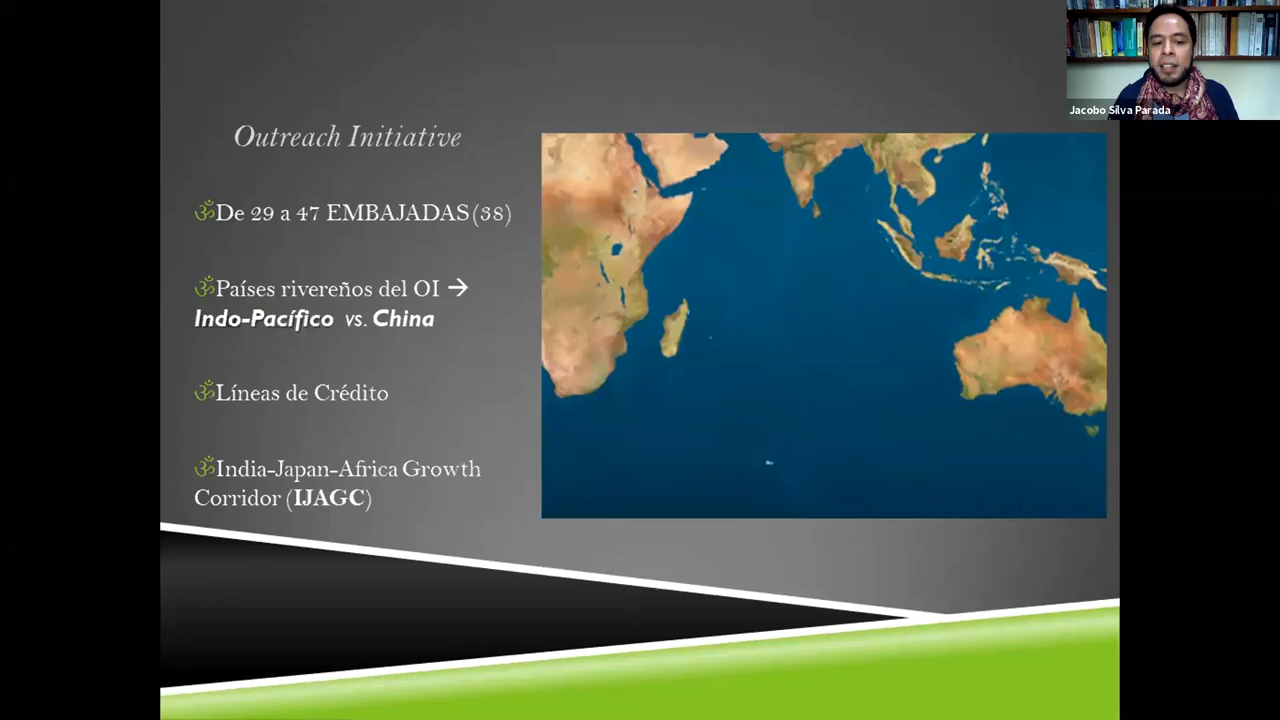 Jacobo Silva Parada
Outreach Initiative
ॐDe 29 a 47 EMBAJADAS (38)
ॐPaíses rivereños del OI →
Indo-Pacífico vs. China
ॐLíneas de Crédito
ॐIndia-Japan-Africa Growth
Corridor (IJAGC)